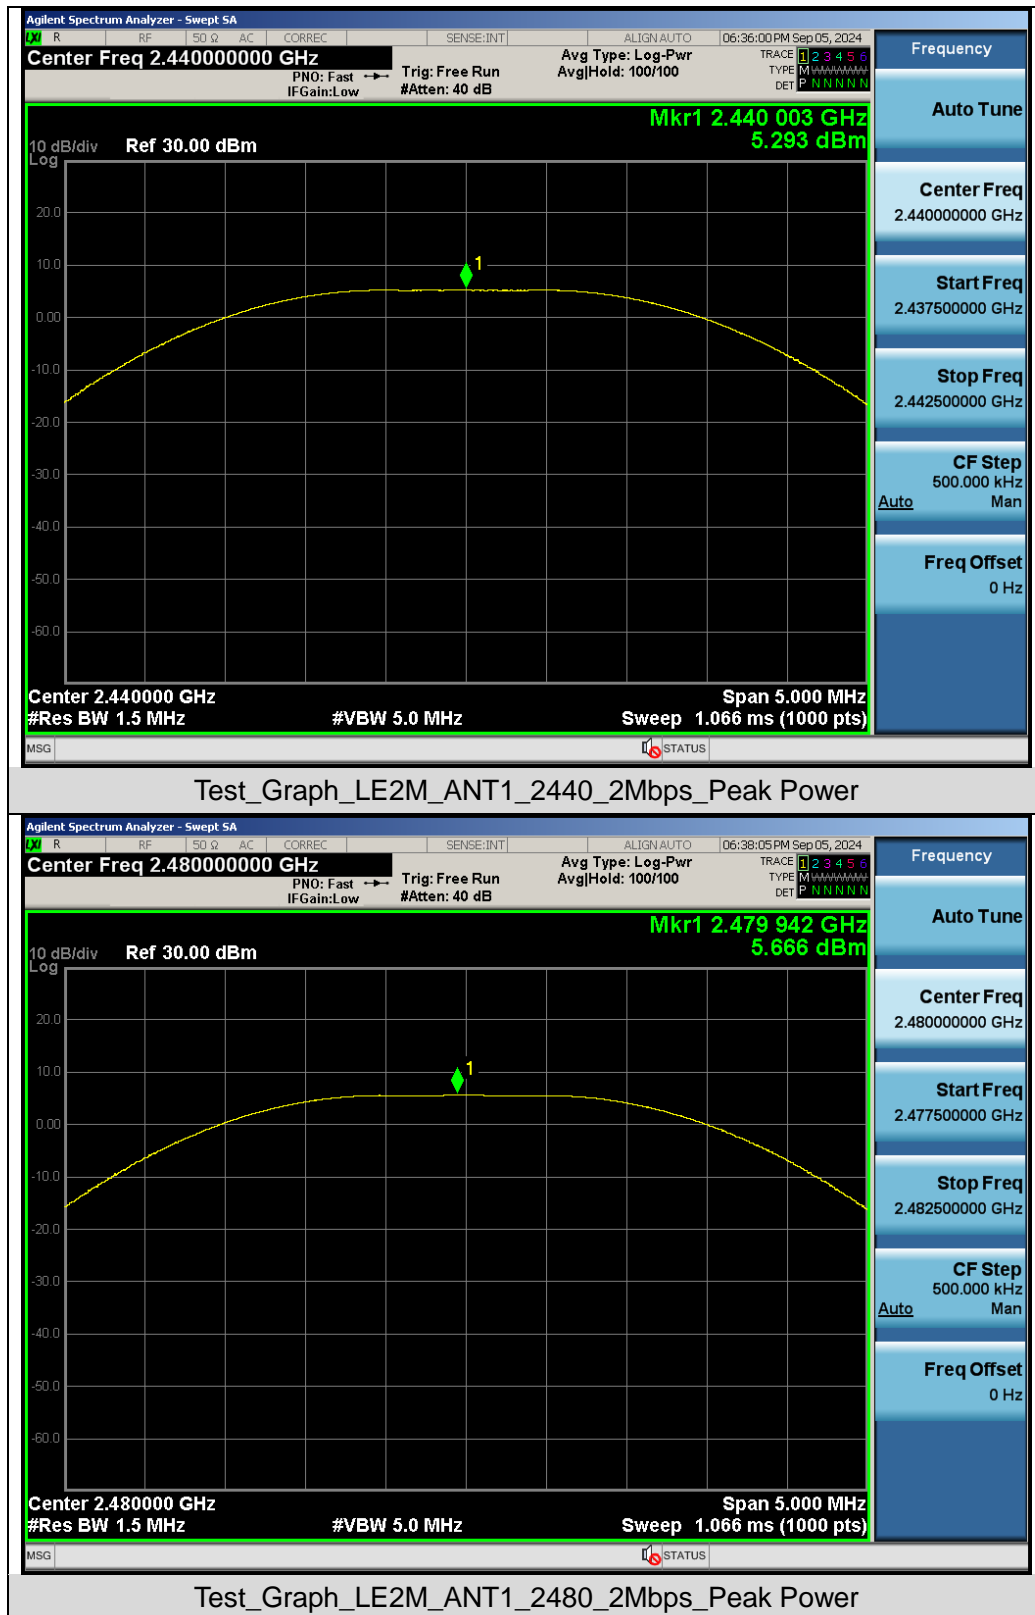 Agilent Spectrum Analyzer - Swept SA
LXI R RF 50 Ω AC CORREC SENSE:INT ALIGN AUTO 06:36:00 PM Sep 05, 2024
Center Freq 2.440000000 GHz
PNO: Fast
IFGain:Low
Trig: Free Run
#Atten: 40 dB
Avg Type: Log-Pwr
Avg|Hold: 100/100
TRACE 1 2 3 4 5 6
TYPE M
DET P N N N N N
Mkr1 2.440 003 GHz
5.293 dBm
10 dB/div Ref 30.00 dBm
Log
20.0
10.0
1
0.00
-10.0
-20.0
-30.0
-40.0
-50.0
-60.0
Center 2.440000 GHz Span 5.000 MHz
#Res BW 1.5 MHz #VBW 5.0 MHz Sweep 1.066 ms (1000 pts)
MSG STATUS
Frequency
Auto Tune
Center Freq
2.440000000 GHz
Start Freq
2.437500000 GHz
Stop Freq
2.442500000 GHz
CF Step
500.000 kHz
Auto Man
Freq Offset
0 Hz
Test_Graph_LE2M_ANT1_2440_2Mbps_Peak Power
Agilent Spectrum Analyzer - Swept SA
LXI R RF 50 Ω AC CORREC SENSE:INT ALIGN AUTO 06:38:05 PM Sep 05, 2024
Center Freq 2.480000000 GHz
PNO: Fast
IFGain:Low
Trig: Free Run
#Atten: 40 dB
Avg Type: Log-Pwr
Avg|Hold: 100/100
TRACE 1 2 3 4 5 6
TYPE M
DET P N N N N N
Mkr1 2.479 942 GHz
5.666 dBm
10 dB/div Ref 30.00 dBm
Log
20.0
10.0
1
0.00
-10.0
-20.0
-30.0
-40.0
-50.0
-60.0
Center 2.480000 GHz Span 5.000 MHz
#Res BW 1.5 MHz #VBW 5.0 MHz Sweep 1.066 ms (1000 pts)
MSG STATUS
Frequency
Auto Tune
Center Freq
2.480000000 GHz
Start Freq
2.477500000 GHz
Stop Freq
2.482500000 GHz
CF Step
500.000 kHz
Auto Man
Freq Offset
0 Hz
Test_Graph_LE2M_ANT1_2480_2Mbps_Peak Power